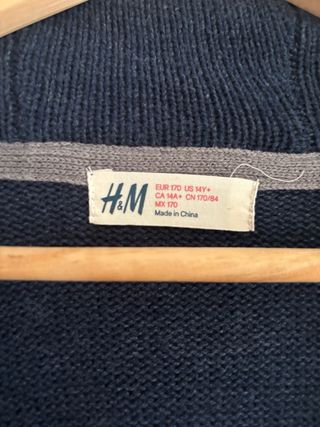 H&M
EUR 170 US 14Y+
CA 14A+ CN 170/84
MX 170
Made in China